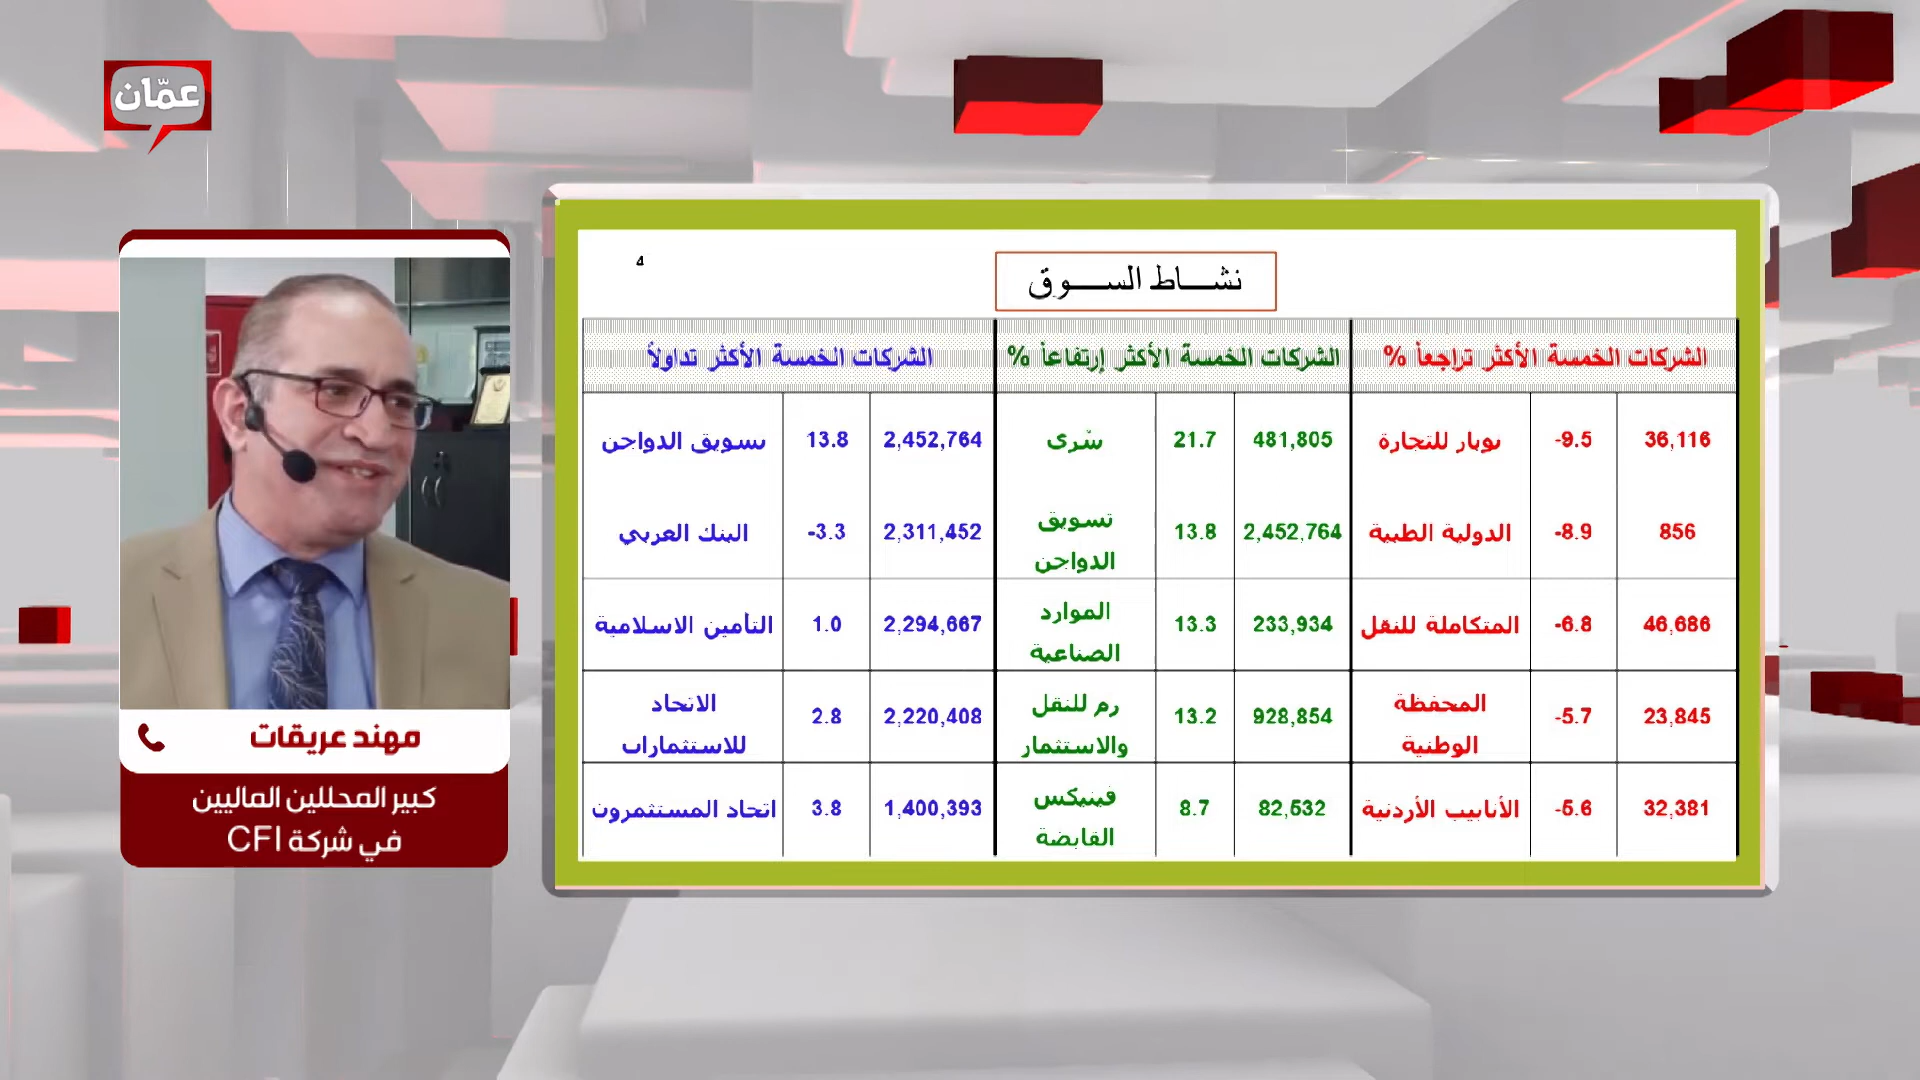 عمّان
4
نشـــاط الســـــوق
الشركات الخمسة الأكثر تراجعاً %
الشركات الخمسة الأكثر إرتفاعاً %
الشركات الخمسة الأكثر تداولاً
36,116 -9.5 نوبار للتجارة
481,805 21.7 سُرى
2,452,764 13.8 تسويق الدواجن
856 -8.9 الدولية الطبية
2,452,764 13.8 تسويق
الدواجن
2,311,452 -3.3 البنك العربي
46,686 -6.8 المتكاملة للنقل
233,934 13.3 الموارد
الصناعية
2,294,667 1.0 التأمين الاسلامية
23,845 -5.7 المحفظة
الوطنية
928,854 13.2 رم للنقل
والاستثمار
2,220,408 2.8 الاتحاد
للاستثمارات
32,381 -5.6 الأنابيب الأردنية
82,532 8.7 فينيكس
القابضة
1,400,393 3.8 اتحاد المستثمرون
مهند عريقات
كبير المحللين الماليين
في شركة CFI